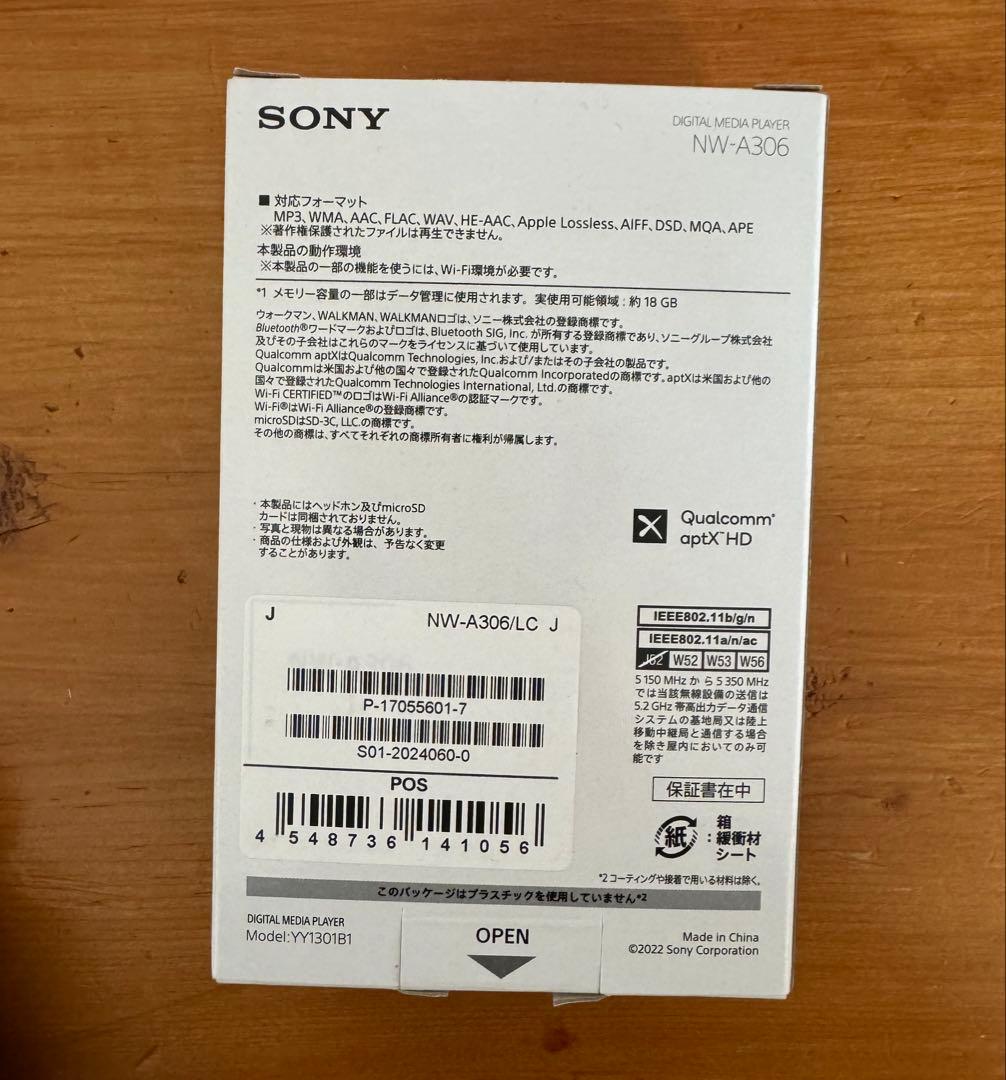 SONY
DIGITAL MEDIA PLAYER
NW-A306
■ 対応フォーマット
MP3、WMA、AAC、FLAC、WAV、HE-AAC、Apple Lossless、AIFF、DSD、MQA、APE
※著作権保護されたファイルは再生できません。
本製品の動作環境
※本製品の一部の機能を使うには、Wi-Fi環境が必要です。
*1 メモリー容量の一部はデータ管理に使用されます。実使用可能領域：約 18 GB
ウォークマン、WALKMAN、WALKMANロゴは、ソニー株式会社の登録商標です。
Bluetooth®ワードマークおよびロゴは、Bluetooth SIG, Inc. が所有する登録商標であり、ソニーグループ株式会社
及びその子会社はこれらのマークをライセンスに基づいて使用しています。
Qualcomm aptXはQualcomm Technologies, Inc.および/またはその子会社の製品です。
Qualcommは米国および他の国々で登録されたQualcomm Incorporatedの商標です。aptXは米国および他の
国々で登録されたQualcomm Technologies International, Ltd.の商標です。
Wi-Fi CERTIFIED™のロゴはWi-Fi Alliance®の認証マークです。
Wi-Fi®はWi-Fi Alliance®の登録商標です。
microSDはSD-3C, LLC.の商標です。
その他の商標は、すべてそれぞれの商標所有者に権利が帰属します。
・本製品にはヘッドホン及びmicroSD
カードは同梱されておりません。
・写真と現物は異なる場合があります。
・商品の仕様および外観は、予告なく変更
することがあります。
Qualcomm®
aptX™ HD
J
NW-A306/LC J
P-17055601-7
S01-2024060-0
POS
4 548736 141056
IEEE802.11b/g/n
IEEE802.11a/n/ac
J52 W52 W53 W56
5 150 MHz から 5 350 MHz
では当該無線設備の送信は
5.2 GHz 帯高出力データ通信
システムの基地局又は陸上
移動中継局と通信する場合
を除き屋内においてのみ可
能です
保証書在中
紙
箱
：緩衝材
シート
*2 コーティングや接着で用いる材料は除く。
このパッケージはプラスチックを使用していません*2
DIGITAL MEDIA PLAYER
Model:YY1301B1
OPEN
Made in China
©2022 Sony Corporation